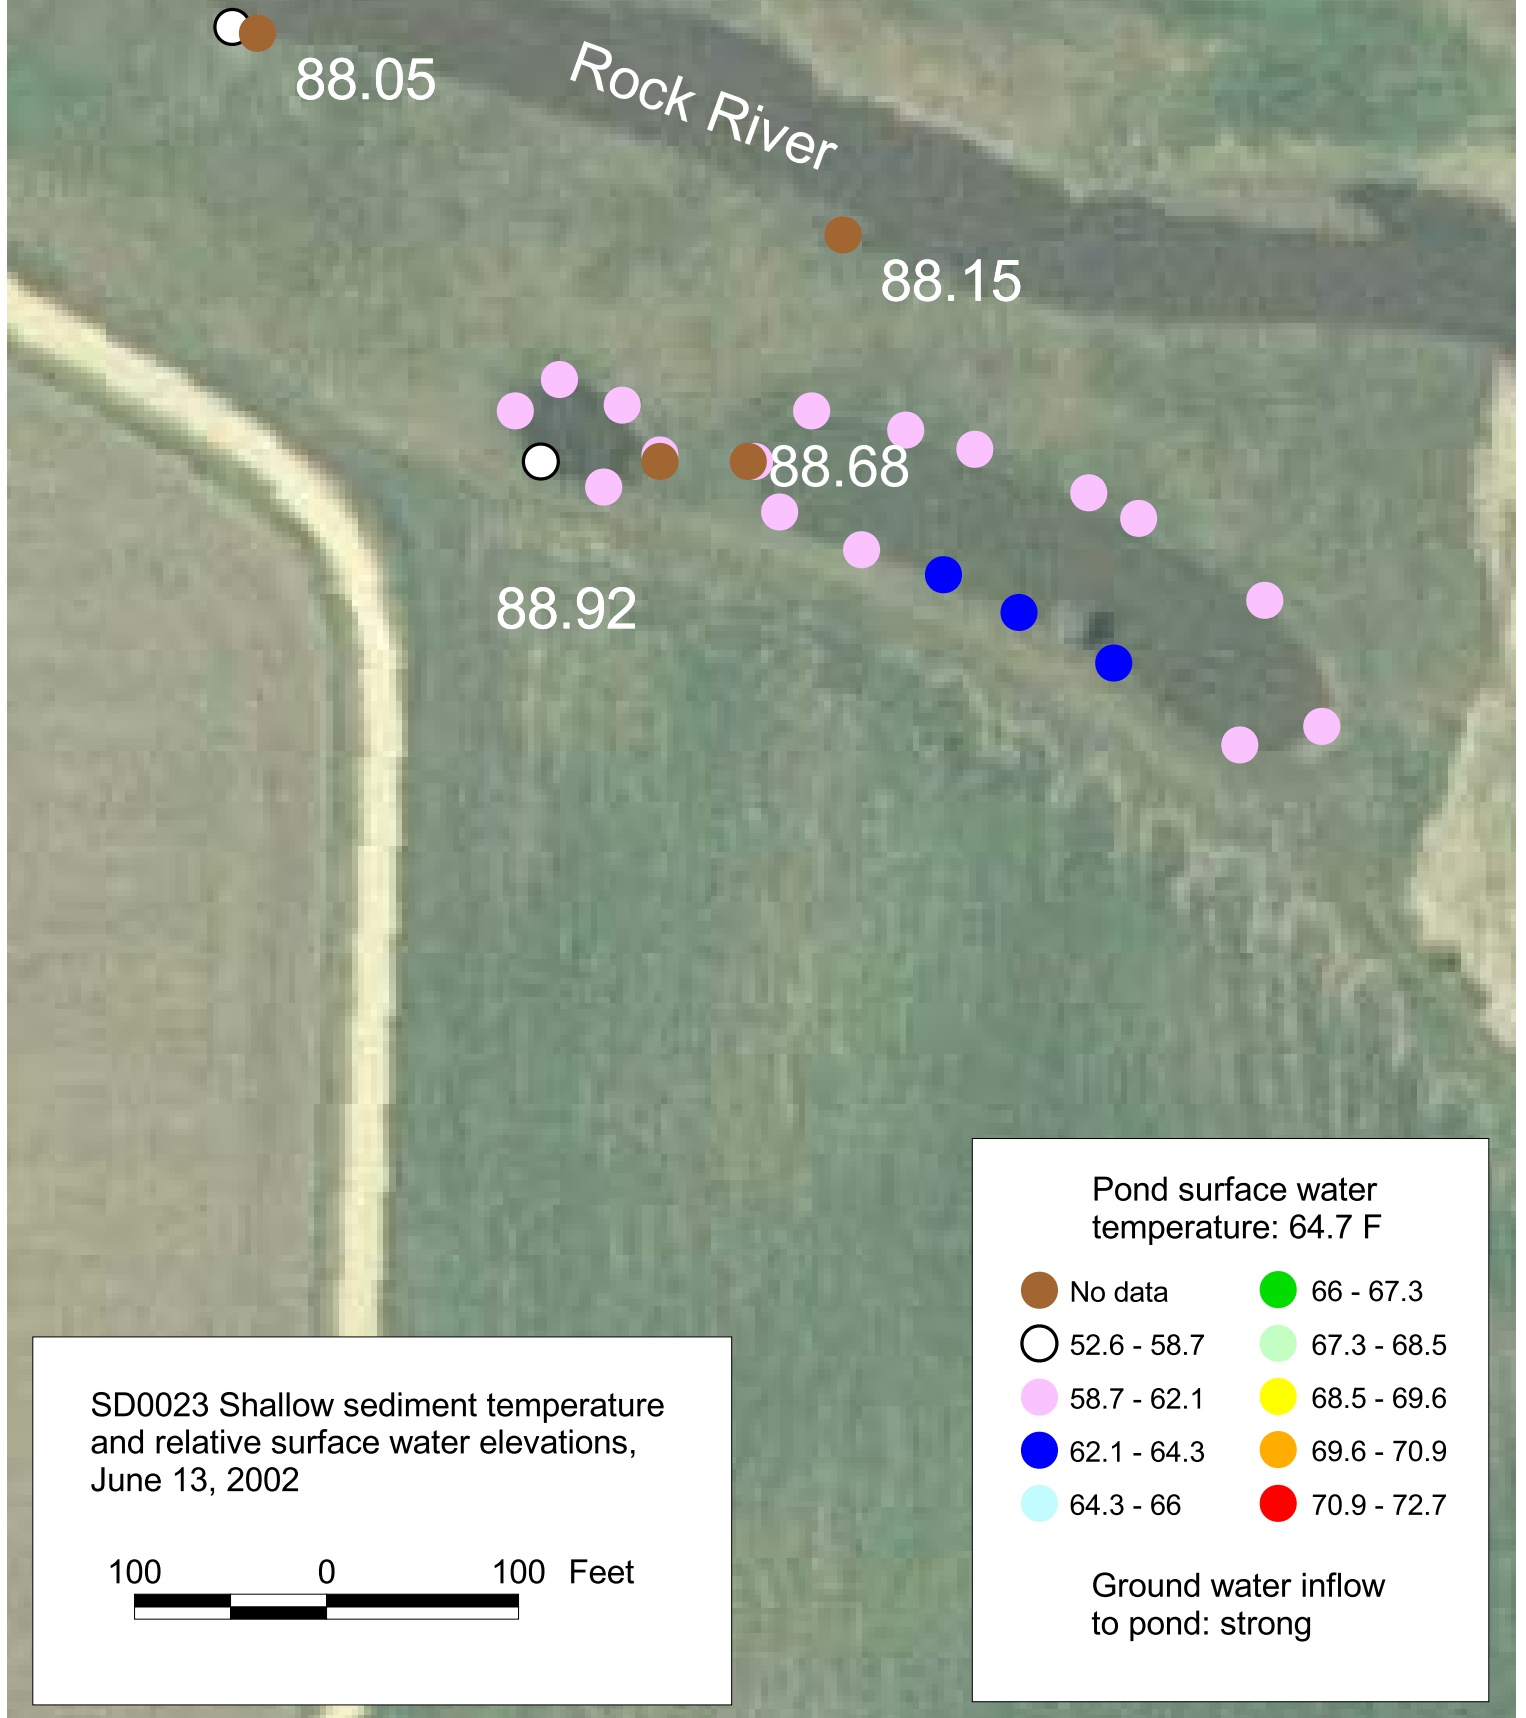 88.05
Rock River
88.15
88.68
88.92
Pond surface water
temperature: 64.7 F
No data
52.6 - 58.7
58.7 - 62.1
62.1 - 64.3
64.3 - 66
66 - 67.3
67.3 - 68.5
68.5 - 69.6
69.6 - 70.9
70.9 - 72.7
Ground water inflow
to pond: strong
SD0023 Shallow sediment temperature
and relative surface water elevations,
June 13, 2002
100 0 100 Feet